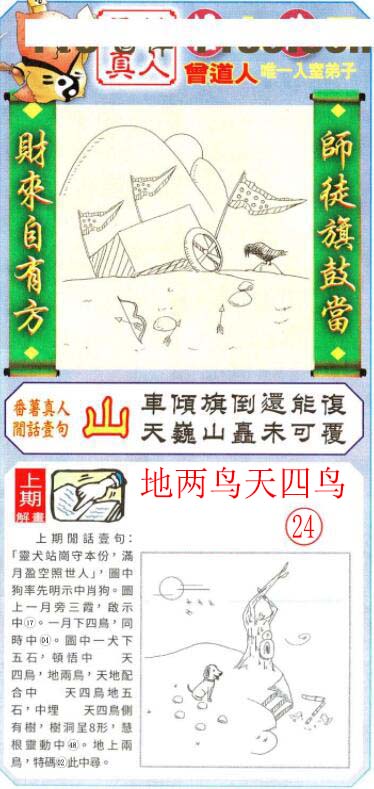 真人
曾道人
唯一入室弟子
財來自有方
師徒旗鼓當
番薯真人
閒話壹句
山
車傾旗倒還能復
天巍山矗未可覆
上期
解畫
地两鸟天四鸟
24
上期閒話壹句：
「靈犬站崗守本份，滿
月盈空照世人」，圖中
狗率先明示中肖狗。圖
上一月旁三霞，啟示
中⑰。一月下四鳥，同
時中④。圖中一犬下
五石，頓悟中 天
四鳥，地兩鳥，天地配
合中 天四鳥地五
石，中埋 天四鳥側
有樹，樹洞呈8形，慧
根靈動中㊽。地上兩
鳥，特碼02此中尋。